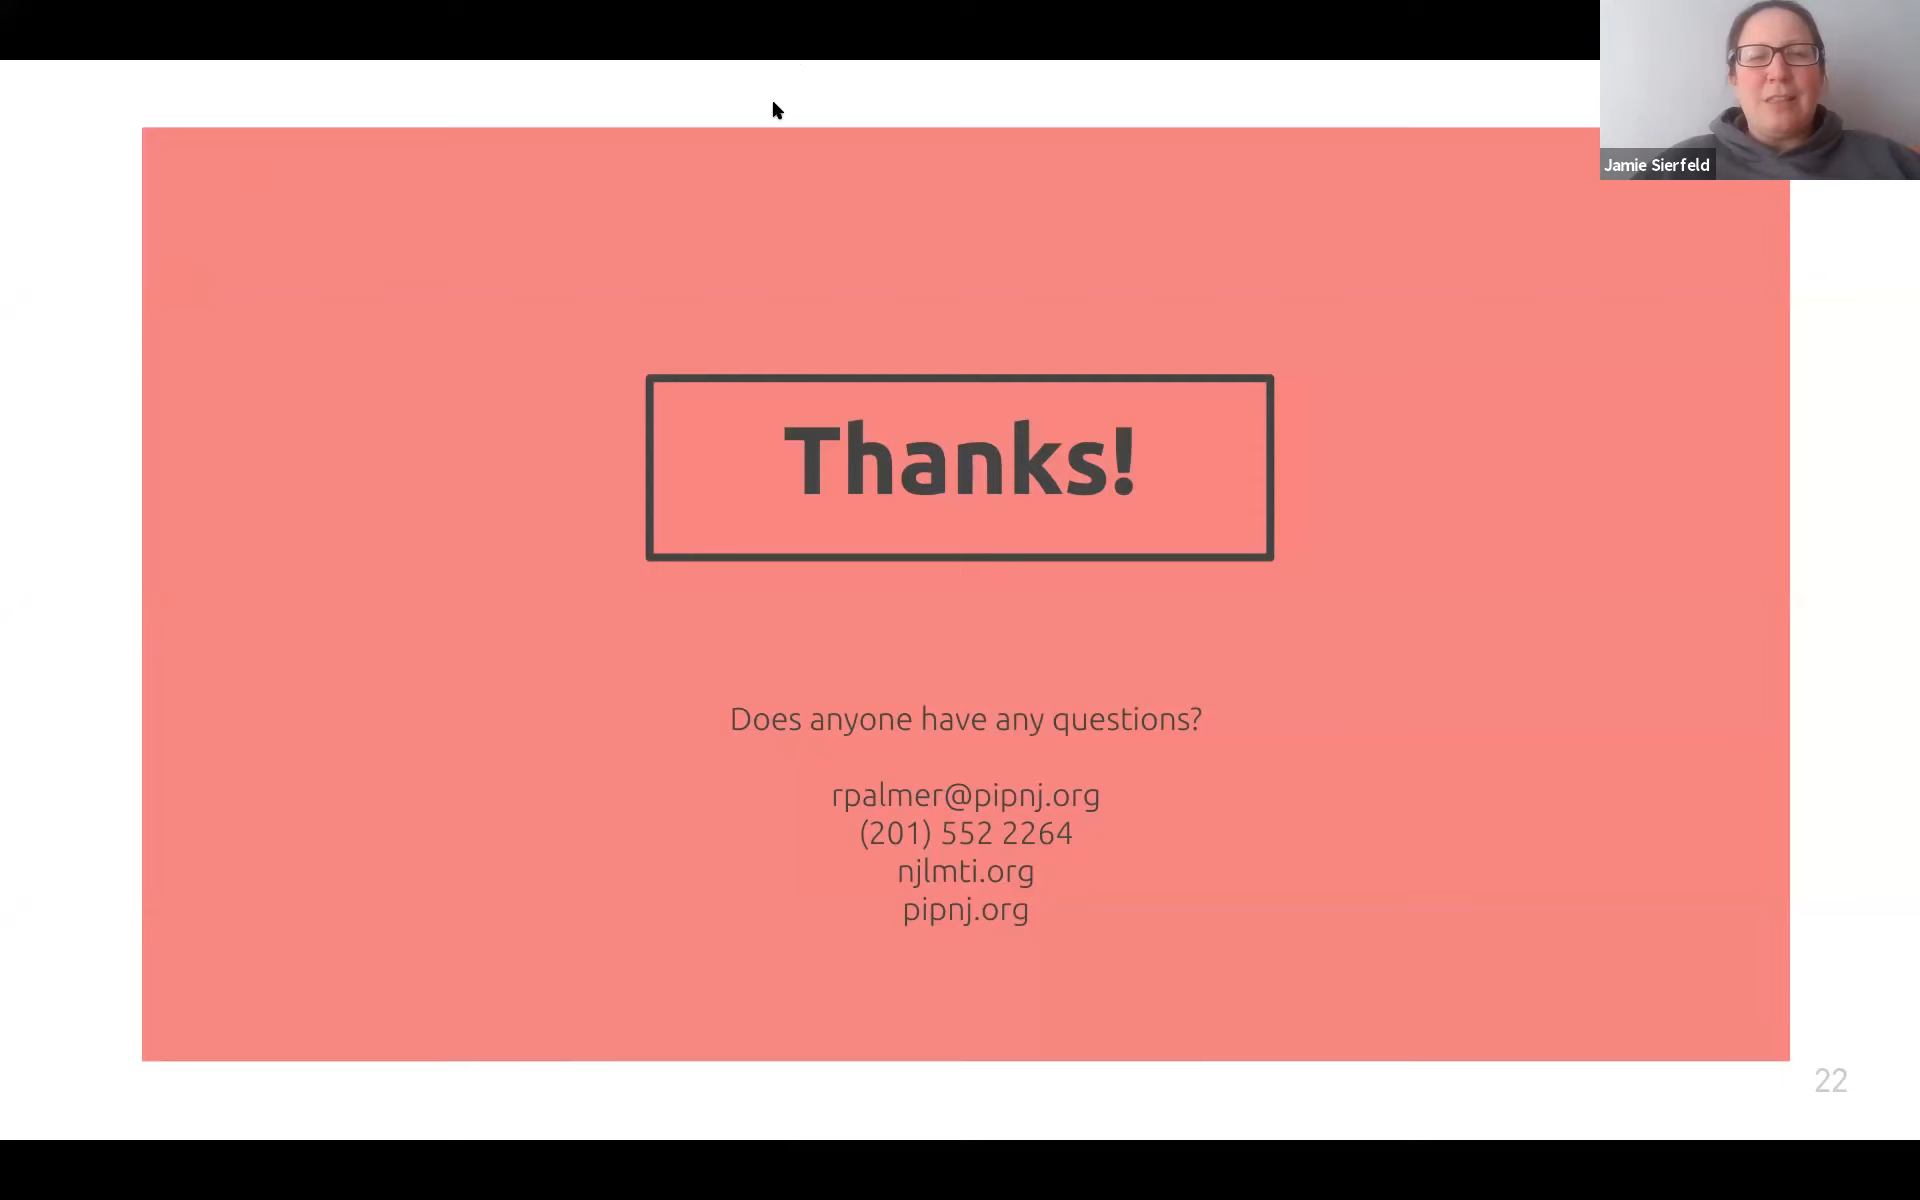 Jamie Sierfeld
Thanks!
Does anyone have any questions?
rpalmer@pipnj.org
(201) 552 2264
njlmti.org
pipnj.org
22